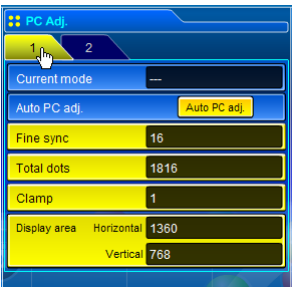 PC Adj.
1 2
Current mode ---
Auto PC adj. Auto PC adj.
Fine sync 16
Total dots 1816
Clamp 1
Display area Horizontal 1360
Vertical 768